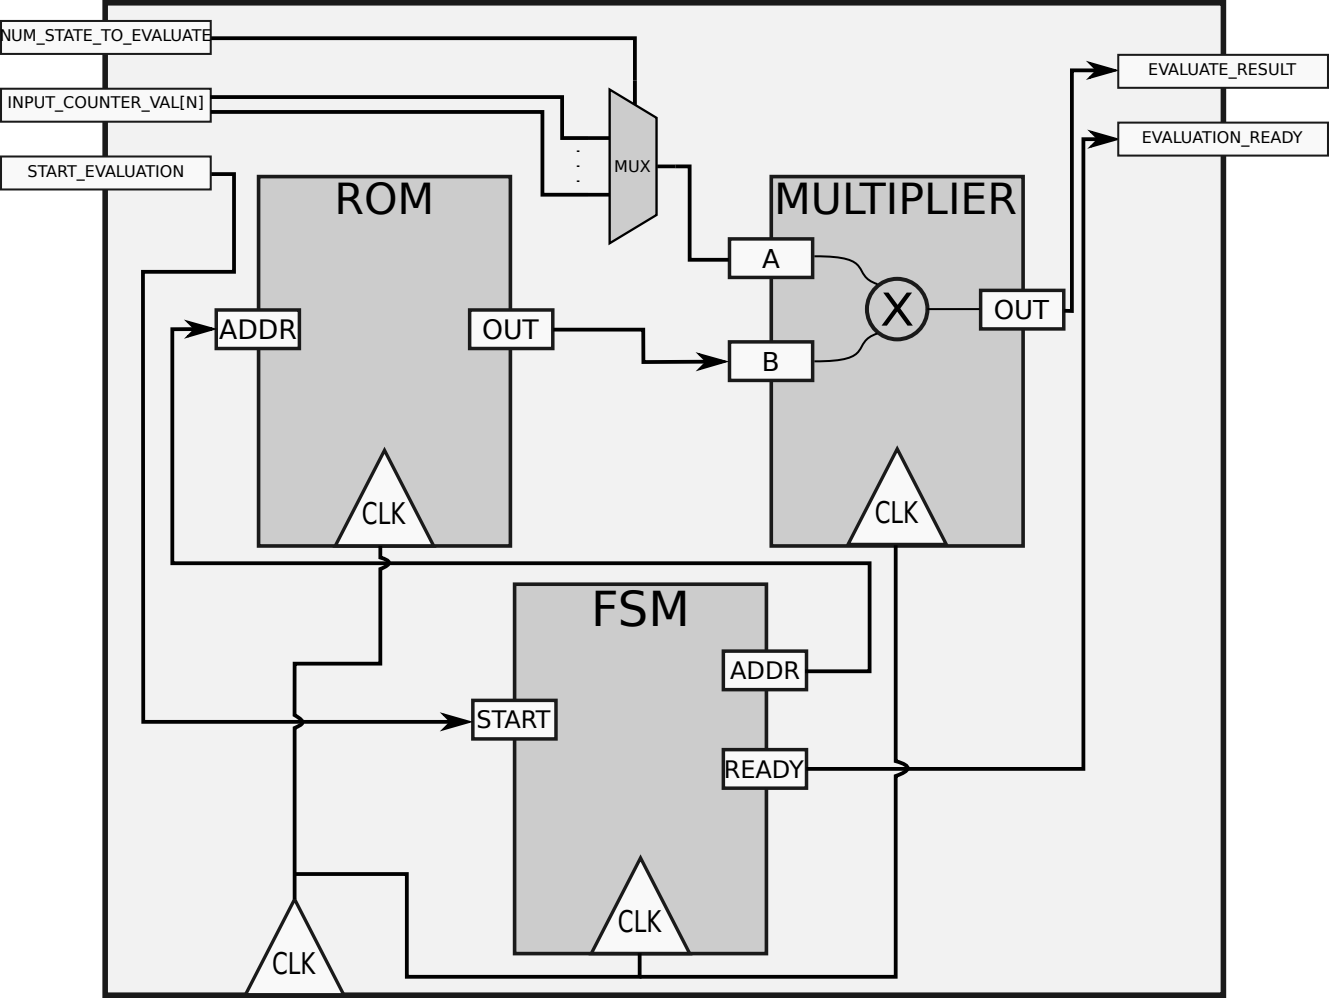 NUM_STATE_TO_EVALUATE
INPUT_COUNTER_VAL[N]
START_EVALUATION
EVALUATE_RESULT
EVALUATION_READY
MUX
ROM
ADDR
OUT
CLK
MULTIPLIER
A
B
X
OUT
CLK
FSM
ADDR
START
READY
CLK
CLK